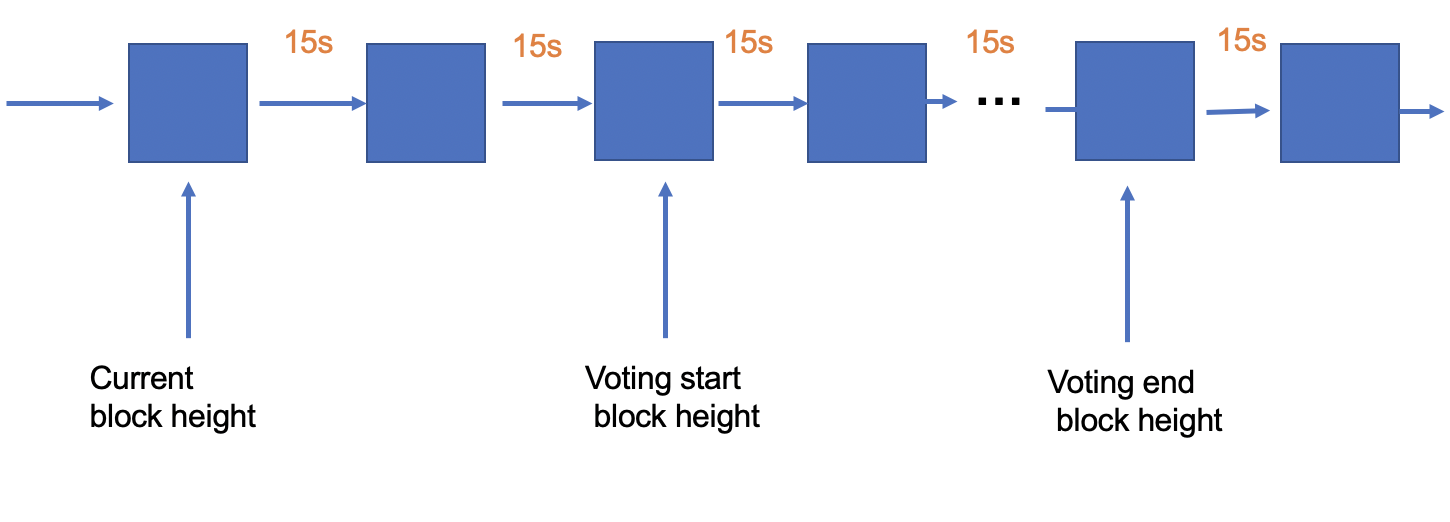 15s
15s
15s
15s
15s
...
Current
block height
Voting start
block height
Voting end
block height